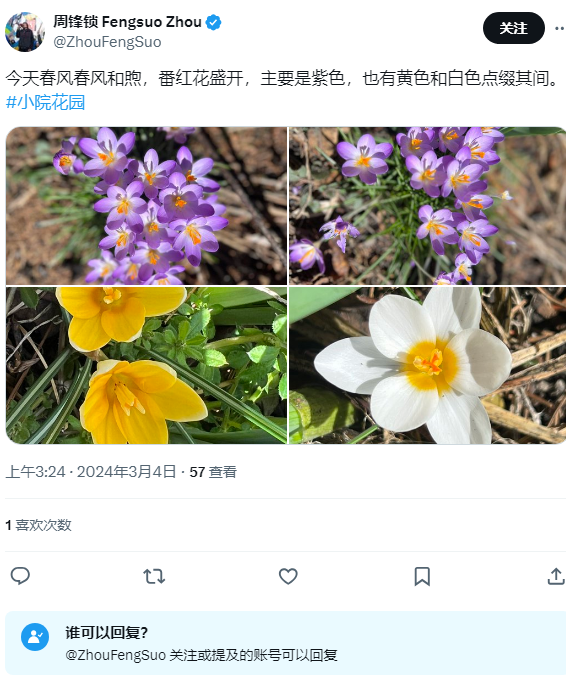 周锋锁 Fengsuo Zhou
关注
@ZhouFengSuo
今天春风春风和煦，番红花盛开，主要是紫色，也有黄色和白色点缀其间。
#小院花园
上午3:24 · 2024年3月4日 · 57 查看
1 喜欢次数
谁可以回复?
@ZhouFengSuo 关注或提及的账号可以回复